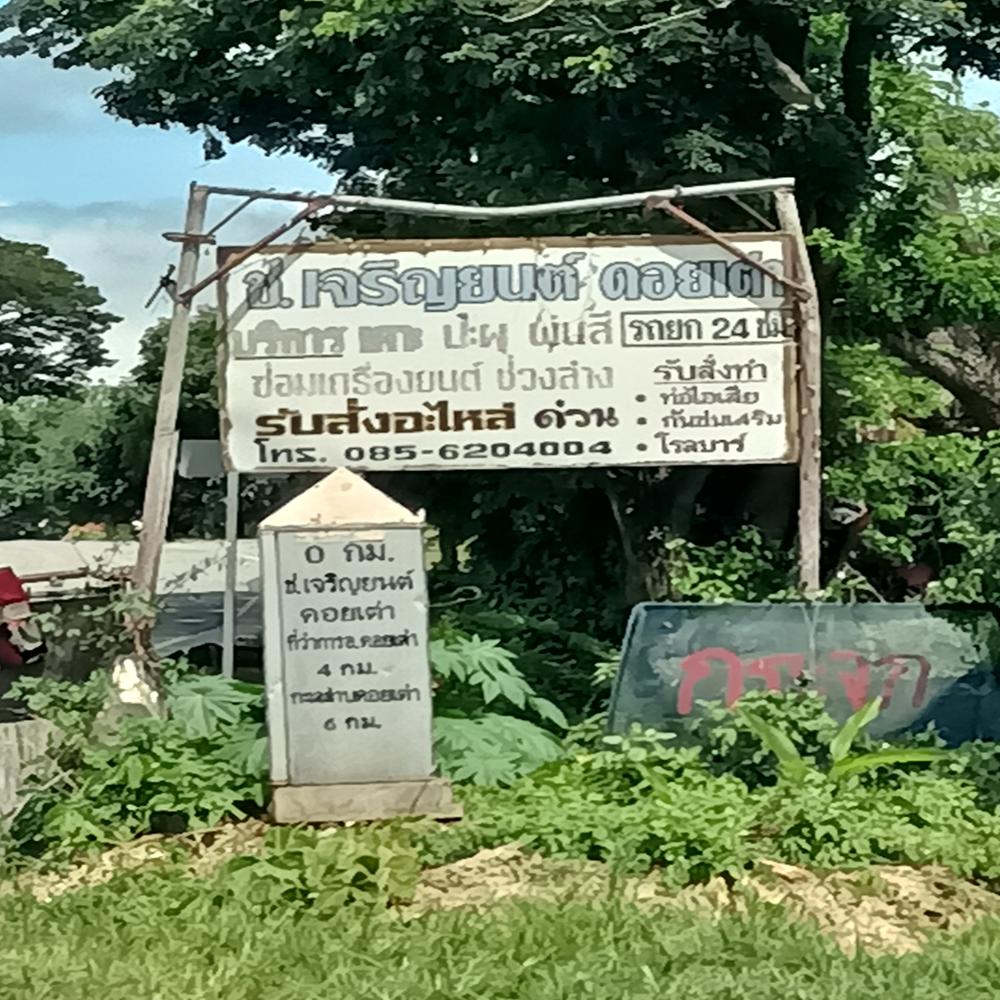 ช. เจริญยนต์ ดอยเต่า
บริการ เคาะ ปะผุ พ่นสี
รถยก 24 ชม.
ซ่อมเครื่องยนต์ ช่วงล่าง
รับสั่งอะไหล่ ด่วน
โทร. 085-6204004
รับสั่งทำ
• ท่อไอเสีย
• กันชนเสริม
• โรลบาร์
0 กม.
ช.เจริญยนต์
ดอยเต่า
ที่ว่าการอ.ดอยเต่า
4 กม.
6 กม.
กระจก